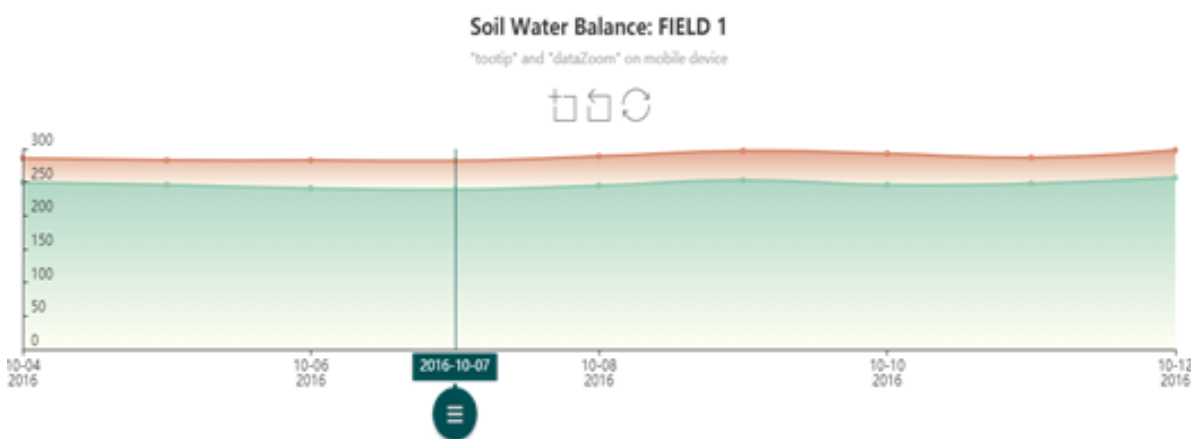 Soil Water Balance: FIELD 1
"tootip" and "dataZoom" on mobile device
300
250
200
150
100
50
0
10-04 10-06 2016-10-07 10-08 10-10 10-12
2016 2016 2016 2016 2016